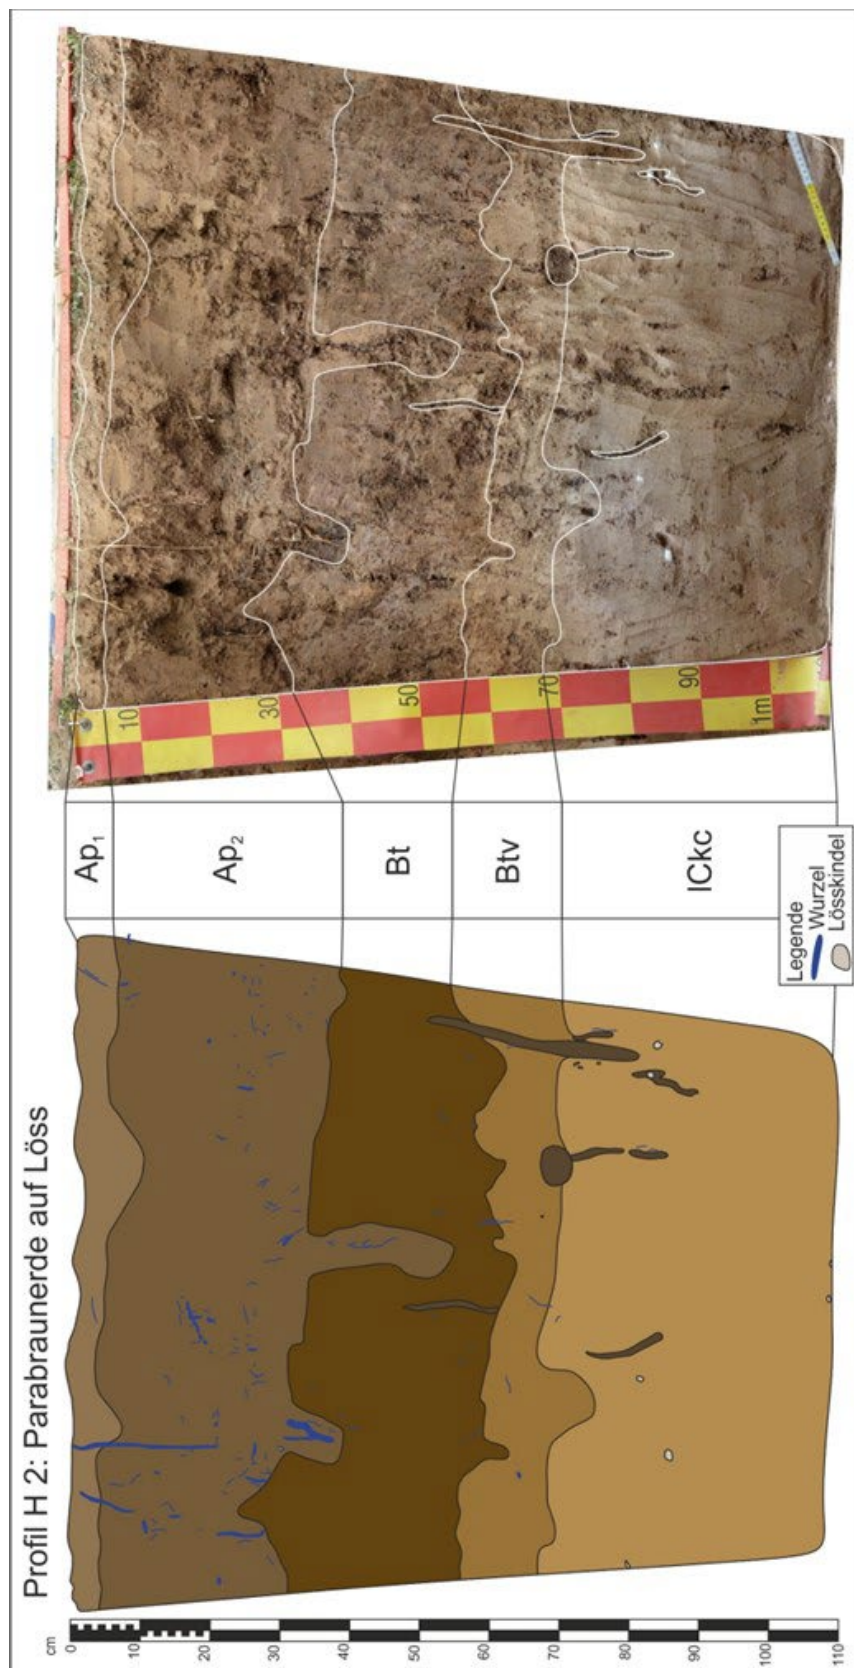 Profil H 2: Parabraunerde auf Löss
cm
0
10
20
30
40
50
60
70
80
90
100
110
Ap₁
Ap₂
Bt
Btv
lCkc
Legende
Wurzel
Lösskindel
10
30
50
70
90
1m